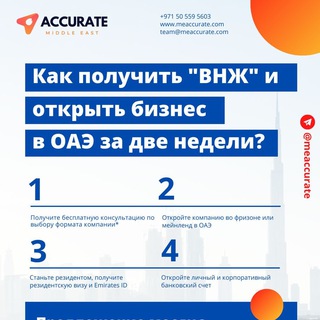 ACCURATE
MIDDLE EAST
+971 50 559 5603
www.meaccurate.com
team@meaccurate.com
Как получить "ВНЖ" и
открыть бизнес
в ОАЭ за две недели?
@meaccurate
1
Получите бесплатную консультацию по
выбору формата компании*
2
Откройте компанию во фризоне или
мейнленд в ОАЭ
3
Станьте резидентом, получите
резидентскую визу и Emirates ID
4
Откройте личный и корпоративный
банковский счет